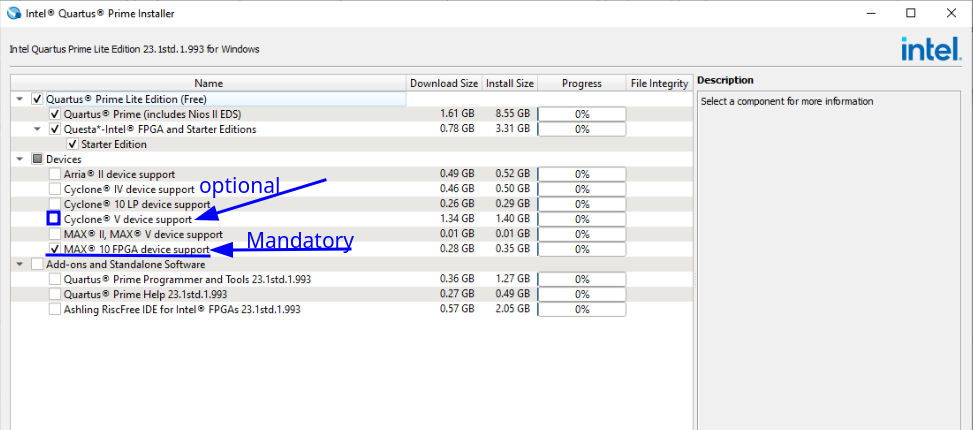 Intel® Quartus® Prime Installer
Intel Quartus Prime Lite Edition 23.1std.1.993 for Windows
intel.
Name Download Size Install Size Progress File Integrity Description
Quartus® Prime Lite Edition (Free) Select a component for more information
Quartus® Prime (includes Nios II EDS) 1.61 GB 8.55 GB 0%
Questa*-Intel® FPGA and Starter Editions 0.78 GB 3.31 GB 0%
Starter Edition
Devices
Arria® II device support 0.49 GB 0.52 GB 0%
Cyclone® IV device support optional 0.46 GB 0.50 GB 0%
Cyclone® 10 LP device support 0.26 GB 0.29 GB 0%
Cyclone® V device support 1.34 GB 1.40 GB 0%
MAX® II, MAX® V device support 0.01 GB 0.01 GB 0%
MAX® 10 FPGA device support Mandatory 0.28 GB 0.35 GB 0%
Add-ons and Standalone Software
Quartus® Prime Programmer and Tools 23.1std.1.993 0.36 GB 1.27 GB 0%
Quartus® Prime Help 23.1std.1.993 0.27 GB 0.49 GB 0%
Ashling RiscFree IDE for Intel® FPGAs 23.1std.1.993 0.57 GB 2.05 GB 0%